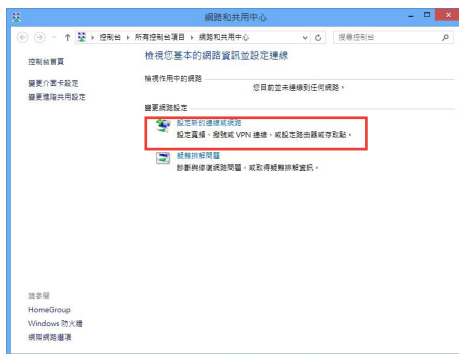 網路和共用中心
控制台 ▸ 所有控制台項目 ▸ 網路和共用中心
搜尋控制台
控制台首頁
變更介面卡設定
變更進階共用設定
檢視您基本的網路資訊並設定連線
檢視作用中的網路
您目前並未連線到任何網路。
變更網路設定
設定新的連線或網路
設定寬頻、撥號或 VPN 連線，或設定路由器或存取點。
疑難排解問題
診斷與修復網路問題，或取得疑難排解資訊。
請參閱
HomeGroup
Windows 防火牆
網際網路選項